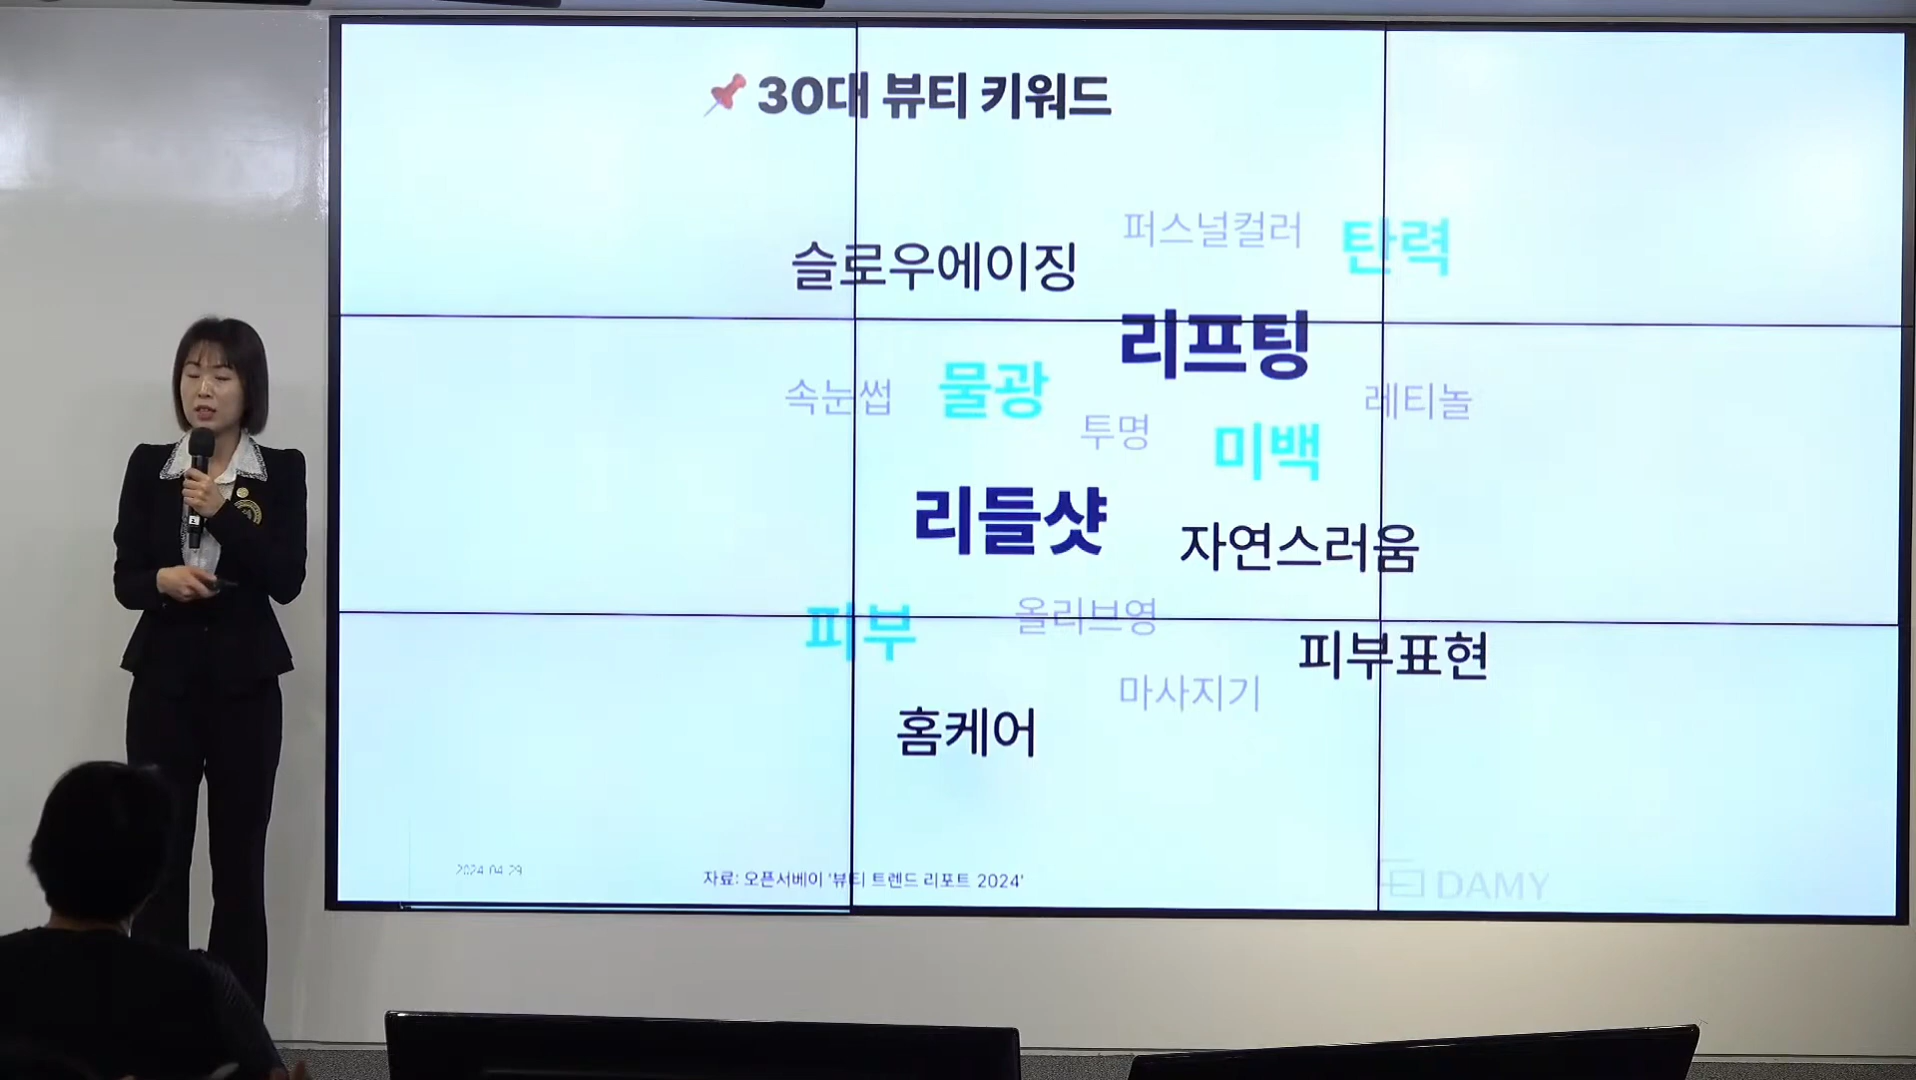 30대 뷰티 키워드
퍼스널컬러
탄력
슬로우에이징
리프팅
속눈썹
물광
레티놀
투명
미백
리들샷
자연스러움
피부
올리브영
피부표현
마사지기
홈케어
2024.04.29
자료: 오픈서베이 '뷰티 트렌드 리포트 2024'
DAMY